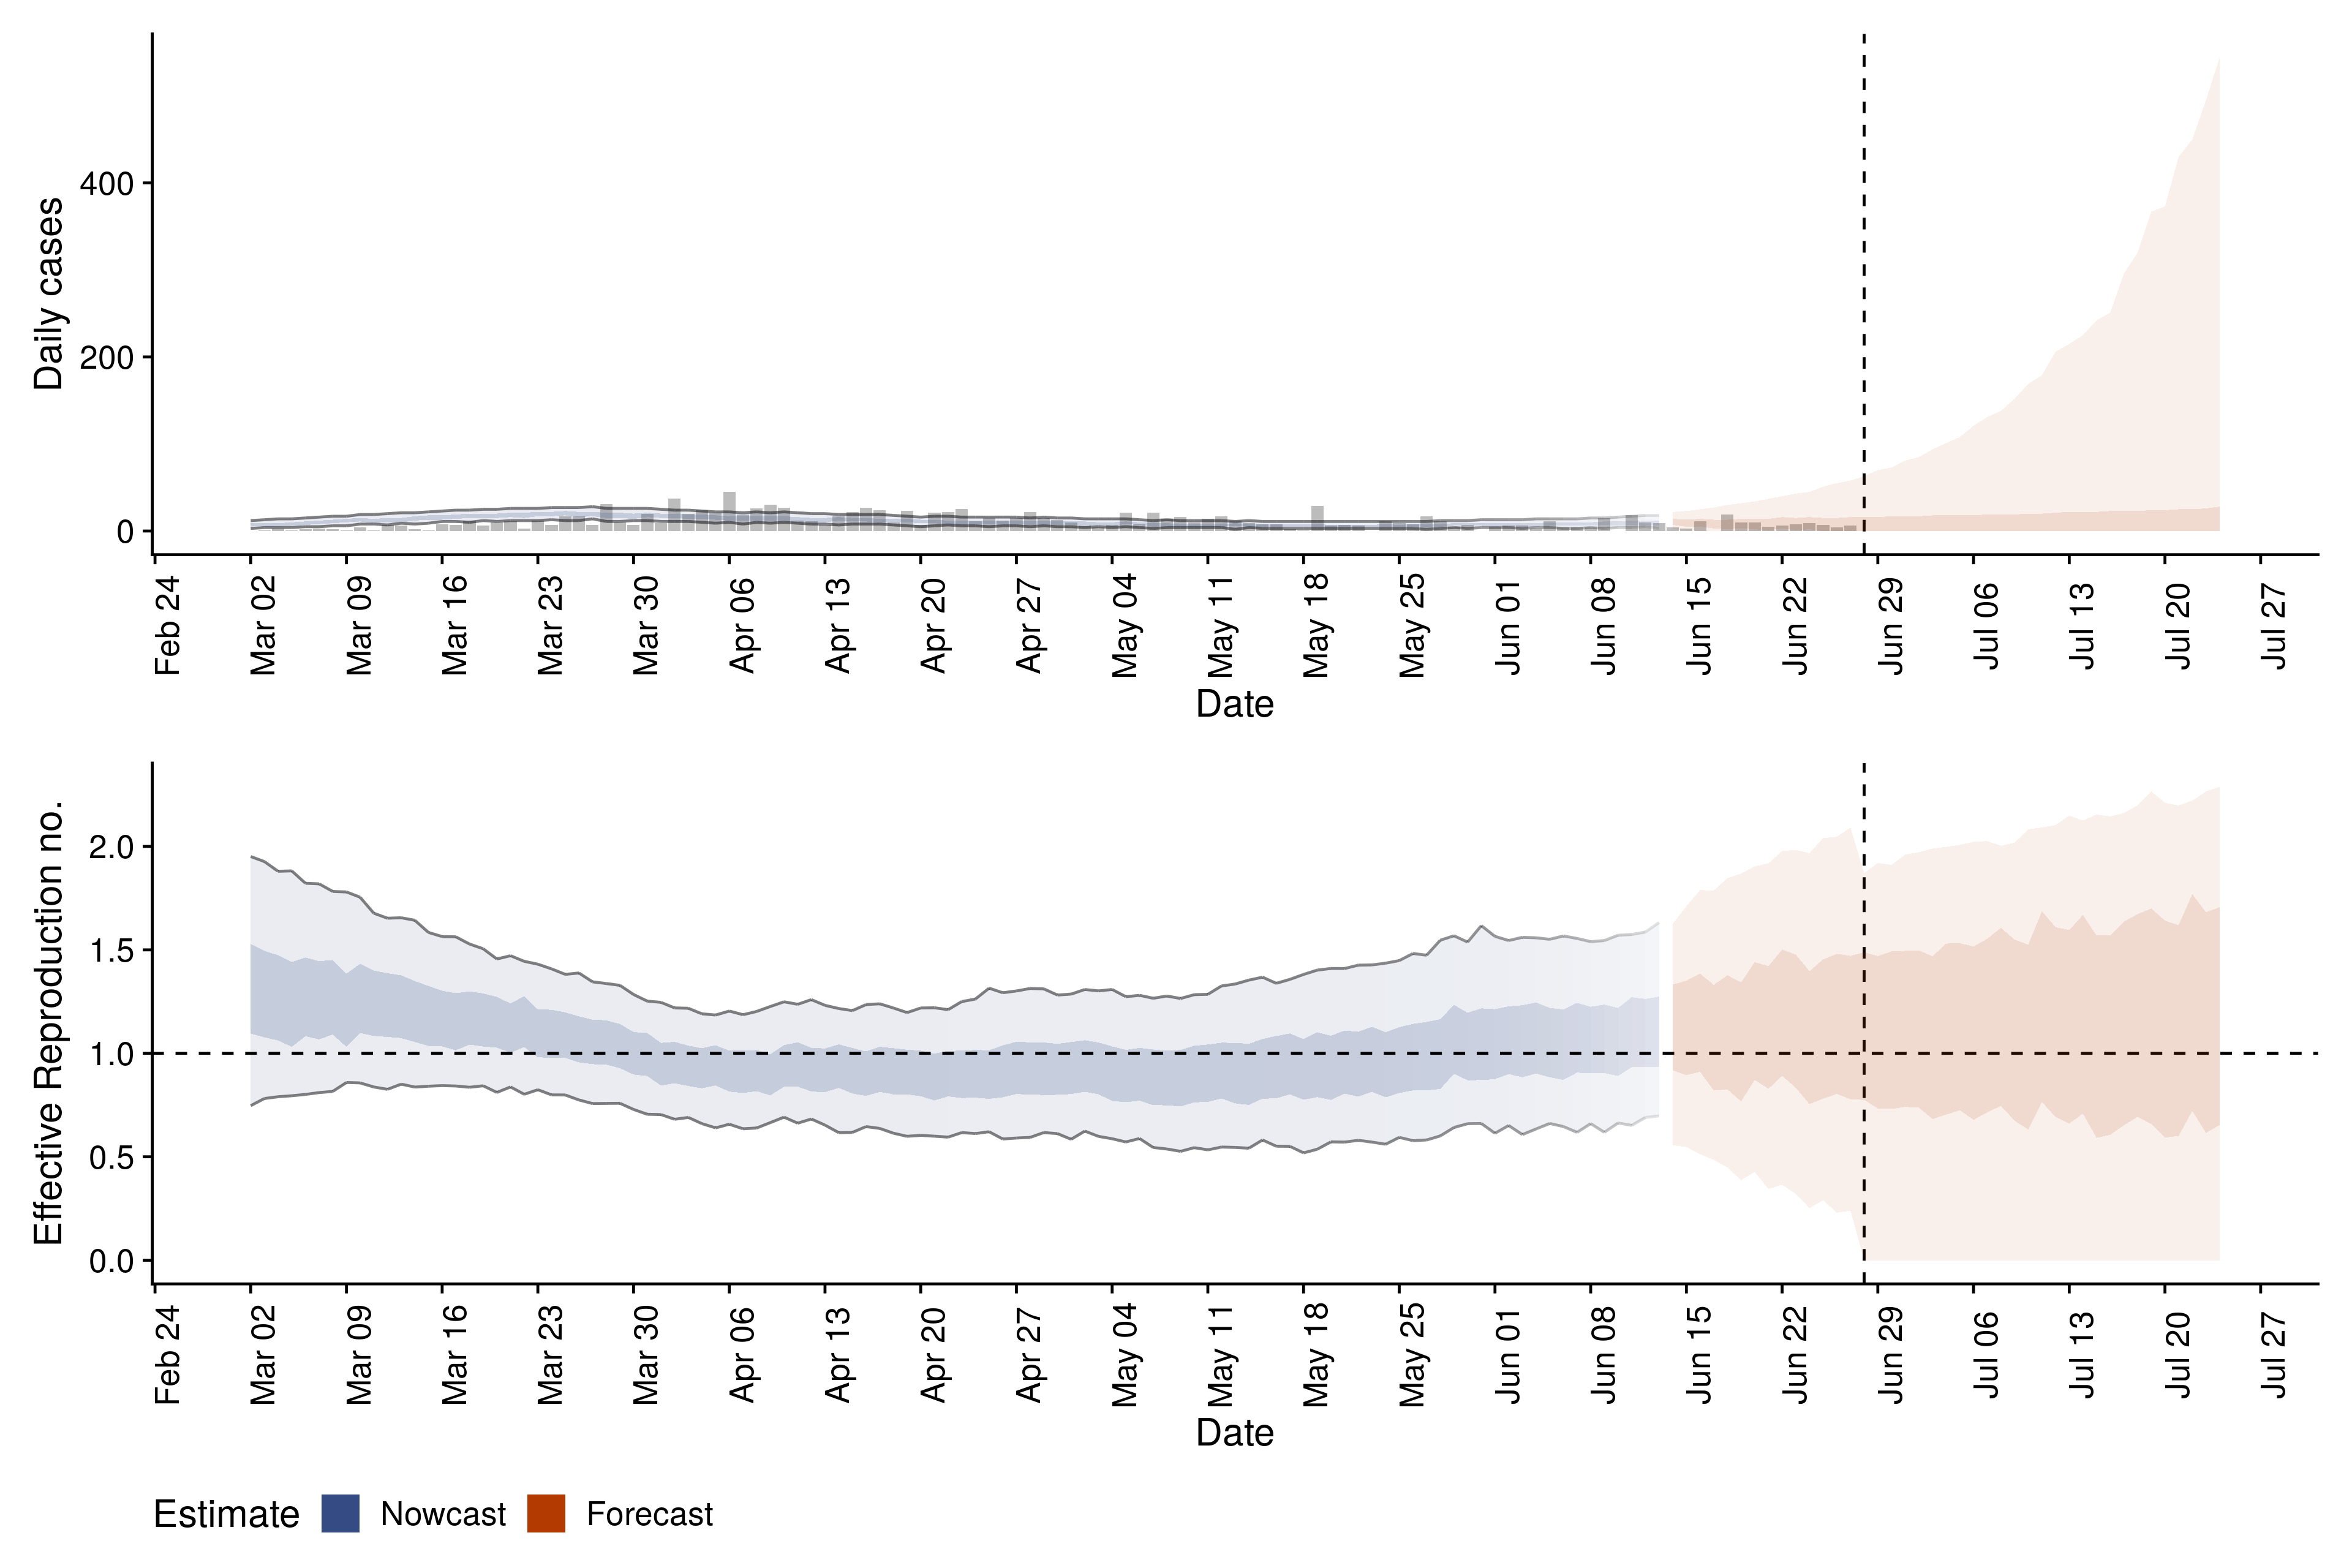 Daily cases
400
200
0
Feb 24 Mar 02 Mar 09 Mar 16 Mar 23 Mar 30 Apr 06 Apr 13 Apr 20 Apr 27 May 04 May 11 May 18 May 25 Jun 01 Jun 08 Jun 15 Jun 22 Jun 29 Jul 06 Jul 13 Jul 20 Jul 27
Date
Effective Reproduction no.
2.0
1.5
1.0
0.5
0.0
Feb 24 Mar 02 Mar 09 Mar 16 Mar 23 Mar 30 Apr 06 Apr 13 Apr 20 Apr 27 May 04 May 11 May 18 May 25 Jun 01 Jun 08 Jun 15 Jun 22 Jun 29 Jul 06 Jul 13 Jul 20 Jul 27
Date
Estimate Nowcast Forecast